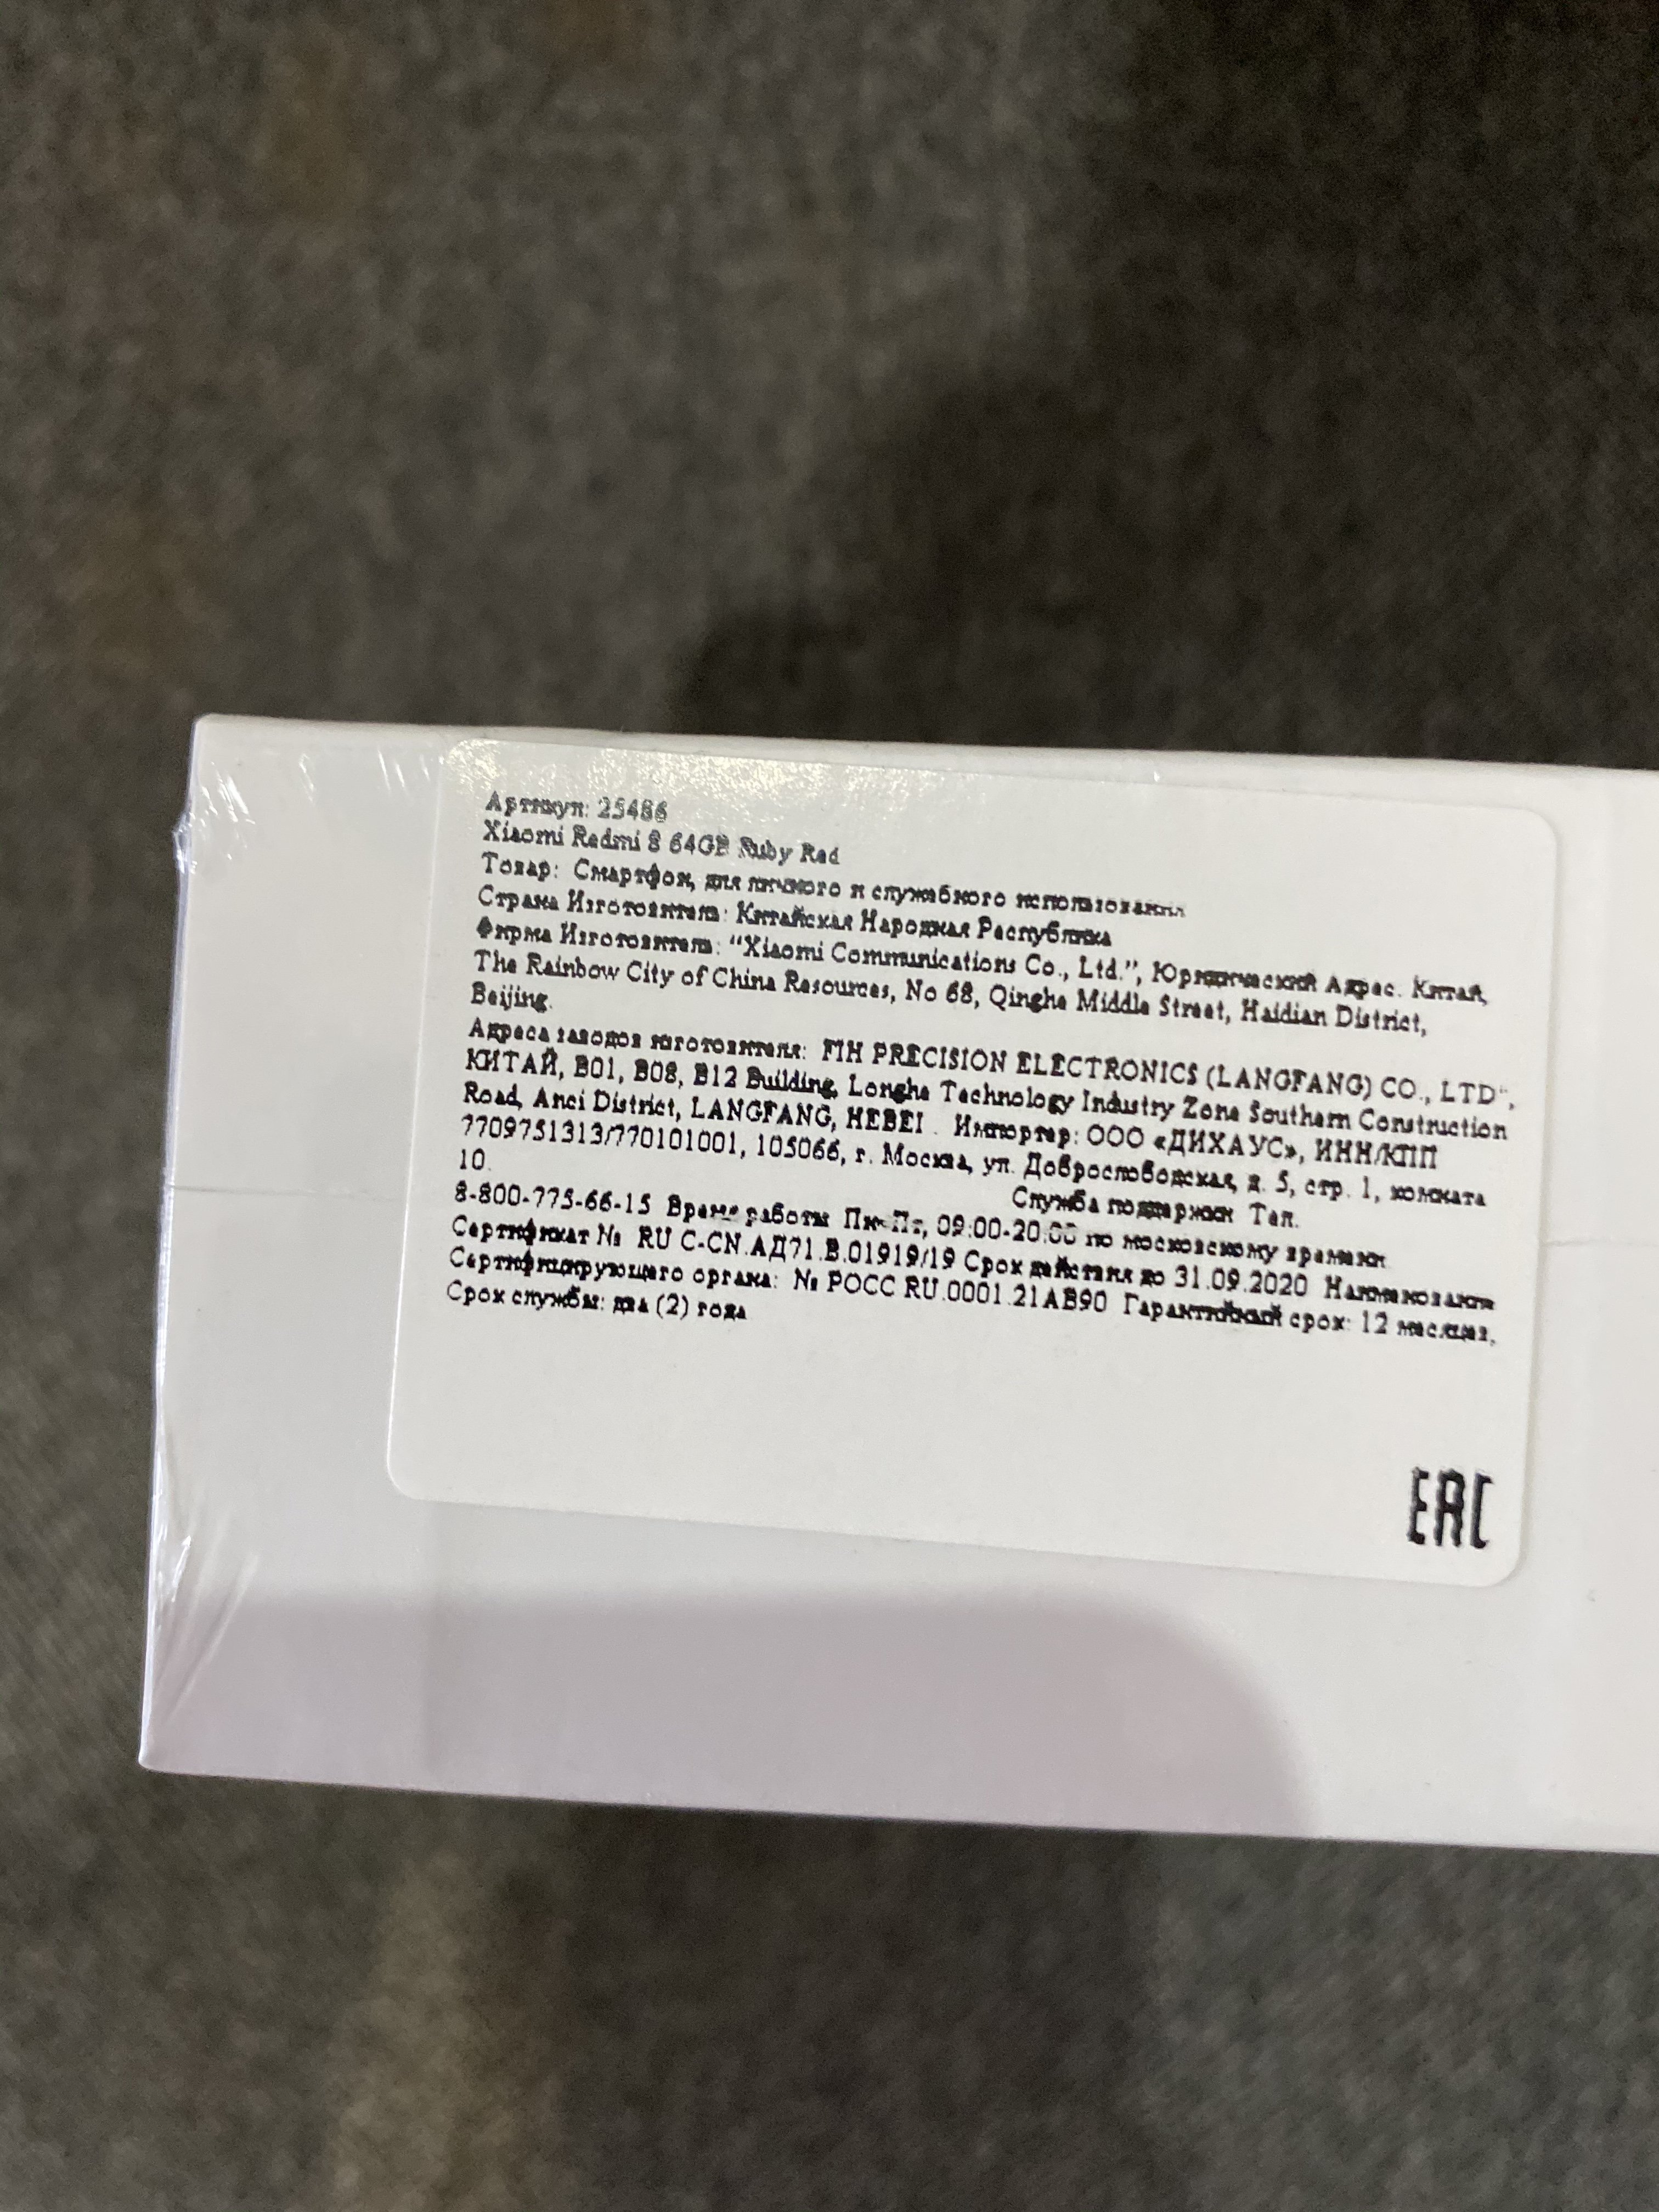 Артикул: 25486
Xiaomi Redmi 8 64GB Ruby Red
Товар: Смартфон, для личного и служебного использования
Страна Изготовитель: Китайская Народная Республика
Фирма Изготовитель: “Xiaomi Communications Co., Ltd.”, Юридический Адрес. Китай,
The Rainbow City of China Resources, No 68, Qinghe Middle Street, Haidian District,
Beijing.
Адреса заводов изготовителя: FIH PRECISION ELECTRONICS (LANGFANG) CO., LTD",
КИТАЙ, B01, B08, B12 Building, Longhe Technology Industry Zone Southern Construction
Road, Anci District, LANGFANG, HEBEI . Импортер: ООО «ДИХАУС», ИНН/КПП
7709751313/770101001, 105066, г. Москва, ул. Доброслободская, д. 5, стр. 1, комната
10. Служба поддержки Тел.
8-800-775-66-15 Время работы Пн-Пт, 09:00-20:00 по московскому времени
Сертификат № RU C-CN.АД71.B.01919/19 Срок действия до 31.09.2020 Наименование
Сертифицирующего органа: № РОСС RU.0001.21АВ90 Гарантийный срок: 12 месяцев,
Срок службы: два (2) года
EAC